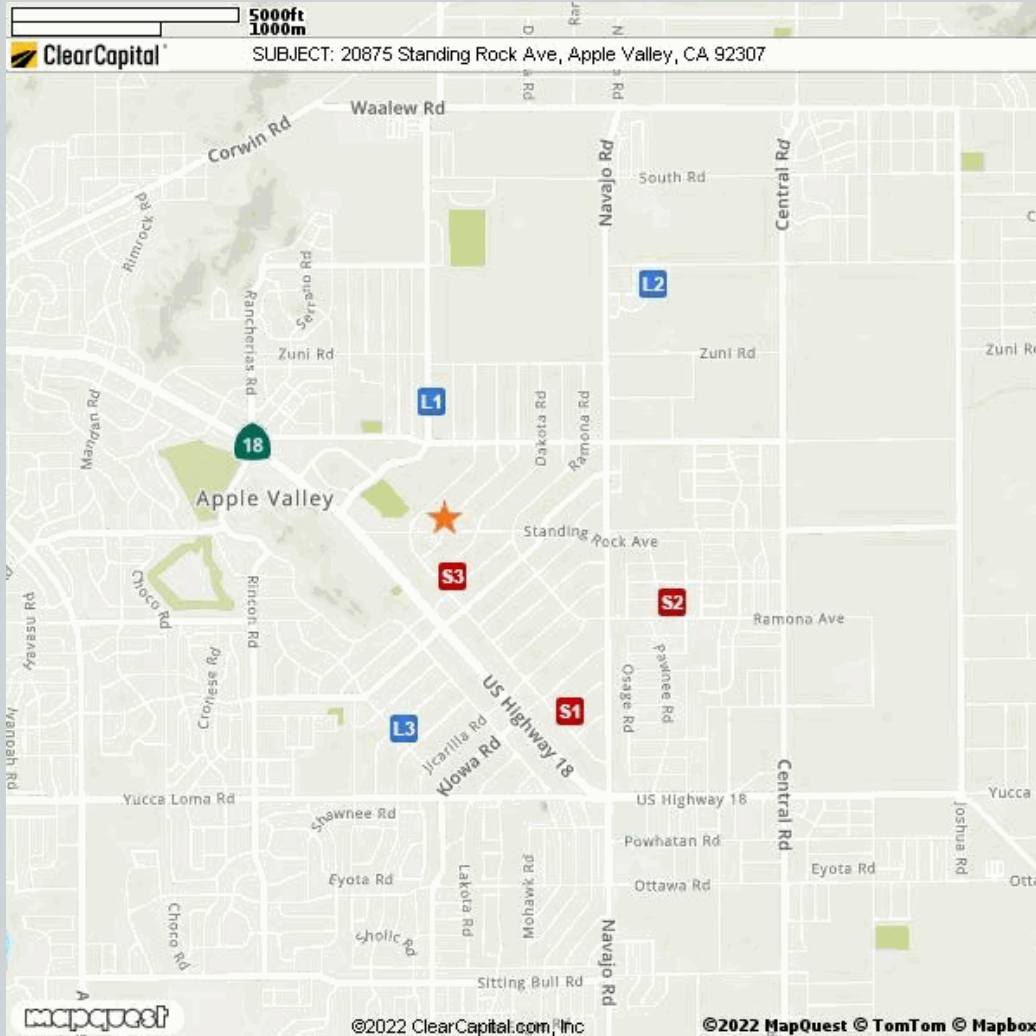 5000ft
1000m
ClearCapital
SUBJECT: 20875 Standing Rock Ave, Apple Valley, CA 92307
Waalew Rd
Corwin Rd
Navajo Rd
Central Rd
South Rd
Rimrock Rd
Serrano Rd
Rancherias Rd
L2
Zuni Rd
Zuni Rd
L1
Mandan Rd
Dakota Rd
Ramona Rd
18
Apple Valley
Standing Rock Ave
S3
Choco Rd
Rincon Rd
S2
Ramona Ave
Cronese Rd
Osage Rd
Pawnee Rd
US Highway 18
S1
L3
Jicarilla Rd
Kiowa Rd
Central Rd
Yucca Loma Rd
US Highway 18
Yucca
Shawnee Rd
Joshua Rd
Powhatan Rd
Eyota Rd
Eyota Rd
Ottawa Rd
Lakota Rd
Mohawk Rd
Choco Rd
Navajo Rd
Sitting Bull Rd
mapquest
©2022 ClearCapital.com, Inc
©2022 MapQuest © TomTom © Mapbox